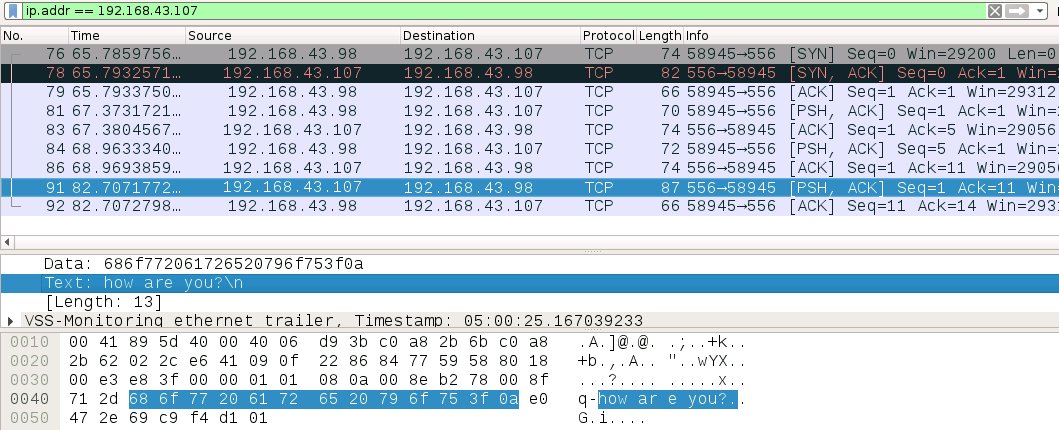 ip.addr == 192.168.43.107
No. Time Source Destination Protocol Length Info
76 65.7859756… 192.168.43.98 192.168.43.107 TCP 74 58945→556 [SYN] Seq=0 Win=29200 Len=0
78 65.7932571… 192.168.43.107 192.168.43.98 TCP 82 556→58945 [SYN, ACK] Seq=0 Ack=1 Win=
79 65.7933750… 192.168.43.98 192.168.43.107 TCP 66 58945→556 [ACK] Seq=1 Ack=1 Win=29312
81 67.3731721… 192.168.43.98 192.168.43.107 TCP 70 58945→556 [PSH, ACK] Seq=1 Ack=1 Win=
83 67.3804567… 192.168.43.107 192.168.43.98 TCP 74 556→58945 [ACK] Seq=1 Ack=5 Win=29056
84 68.9633340… 192.168.43.98 192.168.43.107 TCP 72 58945→556 [PSH, ACK] Seq=5 Ack=1 Win=
86 68.9693859… 192.168.43.107 192.168.43.98 TCP 74 556→58945 [ACK] Seq=1 Ack=11 Win=2905
91 82.7071772… 192.168.43.107 192.168.43.98 TCP 87 556→58945 [PSH, ACK] Seq=1 Ack=11 Win=
92 82.7072798… 192.168.43.98 192.168.43.107 TCP 66 58945→556 [ACK] Seq=11 Ack=14 Win=293
Data: 686f772061726520796f753f0a
Text: how are you?\n
[Length: 13]
VSS-Monitoring ethernet trailer, Timestamp: 05:00:25.167039233
0010 00 41 89 5d 40 00 40 06 d9 3b c0 a8 2b 6b c0 a8 .A.]@.@. .;..+k..
0020 2b 62 02 2c e6 41 09 0f 22 86 84 77 59 58 80 18 +b.,.A.. "..wYX..
0030 00 e3 e8 3f 00 00 01 01 08 0a 00 8e b2 78 00 8f ...?.... .....x..
0040 71 2d 68 6f 77 20 61 72 65 20 79 6f 75 3f 0a e0 q-how ar e you?..
0050 47 2e 69 c9 f4 d1 01 G.i....